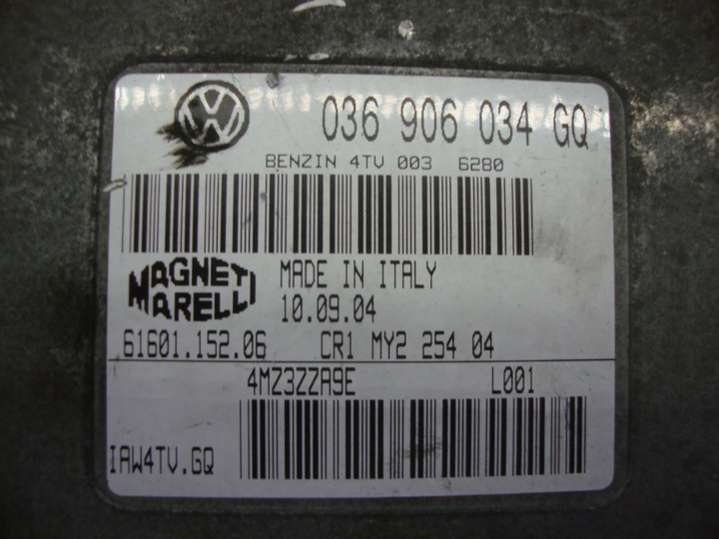 036 906 034 GQ
BENZIN 4TV 003 6280
MAGNETI
MARELLI
MADE IN ITALY
10.09.04
61601.152.06 CR1 MY2 254 04
4MZ3ZZA9E L001
IAW4TV.GQ